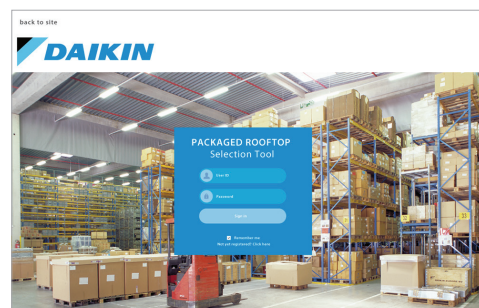 back to site
DAIKIN
PACKAGED ROOFTOP
Selection Tool
User ID
Password
Sign in
Remember me
Not yet registered? Click here